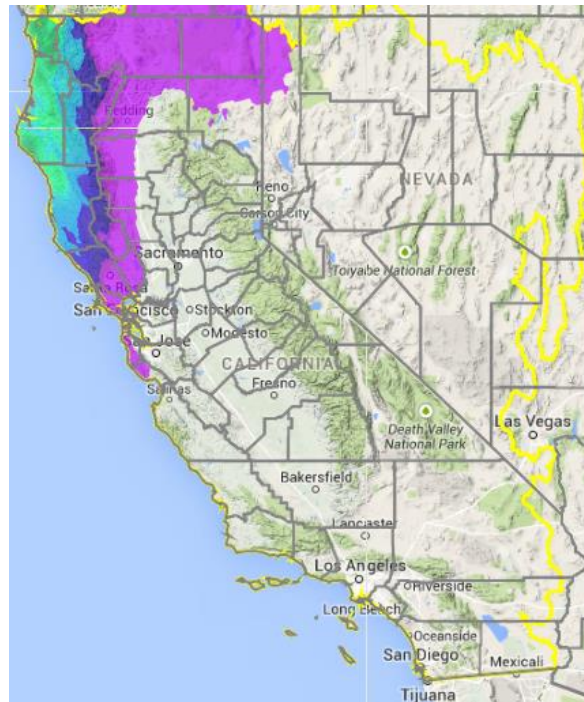 Redding
Reno
Carson City
NEVADA
Sacramento
Toiyabe National Forest
Santa Rosa
San Francisco
Stockton
Modesto
San Jose
CALIFORNIA
Salinas
Fresno
Death Valley
National Park
Las Vegas
Bakersfield
Lancaster
Los Angeles
Riverside
Long Beach
Oceanside
San Diego
Mexicali
Tijuana